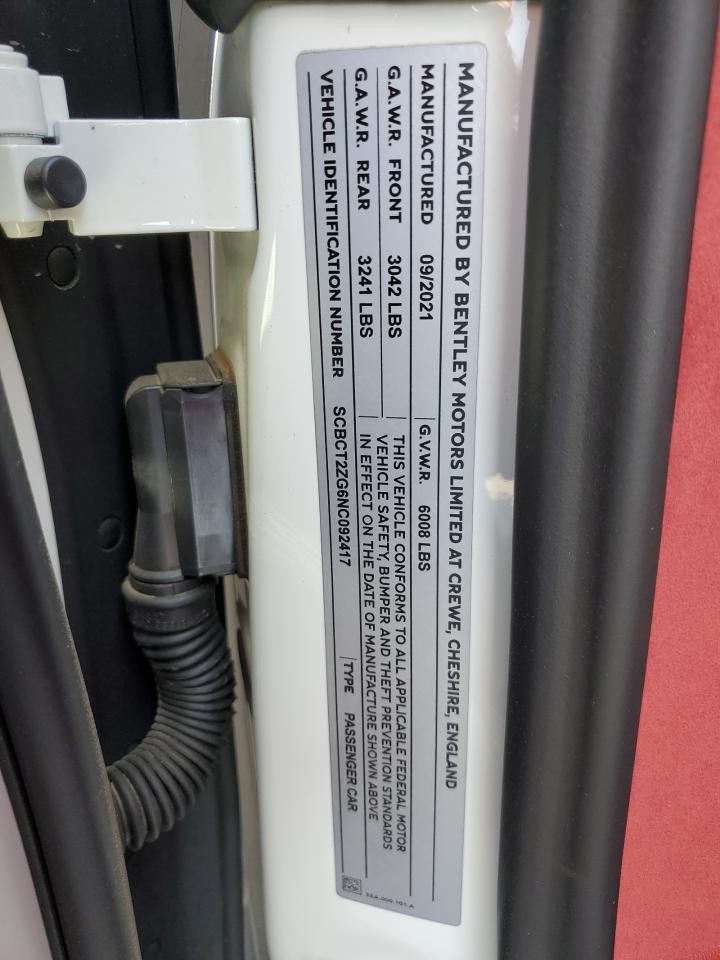 MANUFACTURED BY BENTLEY MOTORS LIMITED AT CREWE, CHESHIRE, ENGLAND
MANUFACTURED 09/2021 G.V.W.R. 6008 LBS
G.A.W.R. FRONT 3042 LBS
G.A.W.R. REAR 3241 LBS
THIS VEHICLE CONFORMS TO ALL APPLICABLE FEDERAL MOTOR
VEHICLE SAFETY, BUMPER AND THEFT PREVENTION STANDARDS
IN EFFECT ON THE DATE OF MANUFACTURE SHOWN ABOVE
VEHICLE IDENTIFICATION NUMBER SCBCT2ZG6NC092417 TYPE PASSENGER CAR